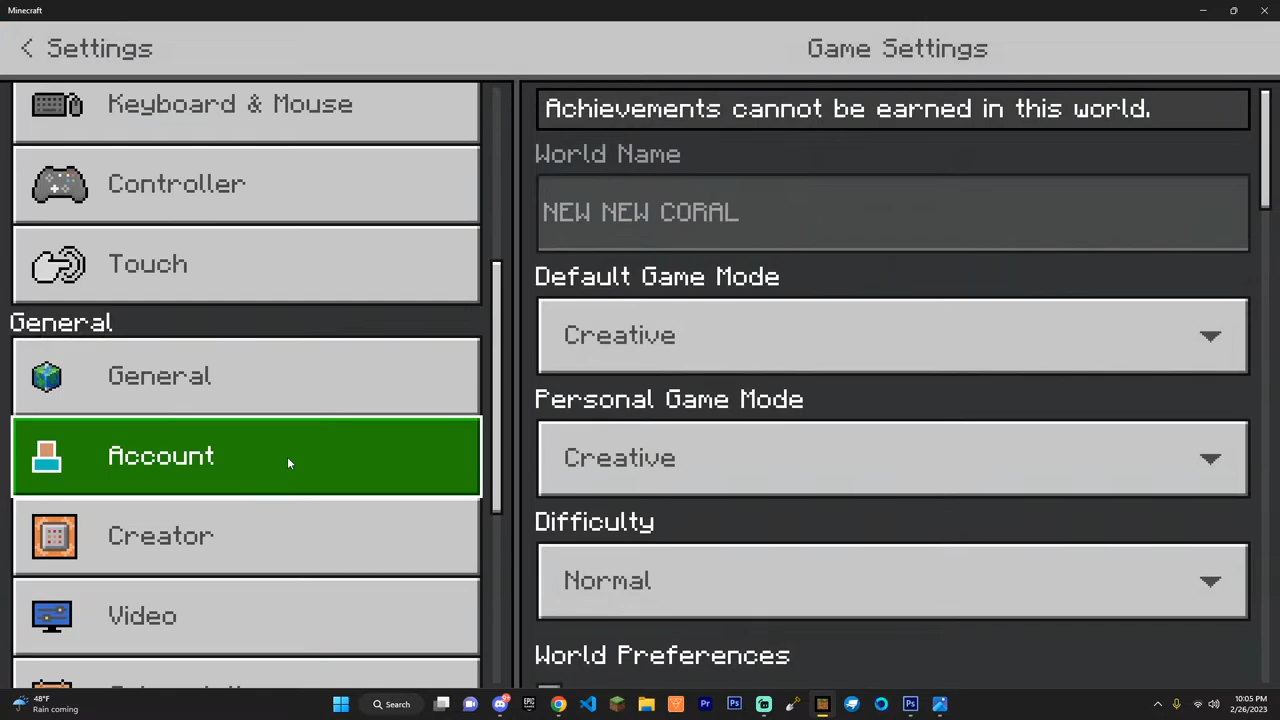 Minecraft
Settings
Game Settings
Keyboard & Mouse
Controller
Touch
General
General
Account
Creator
Video
Achievements cannot be earned in this world.
World Name
NEW NEW CORAL
Default Game Mode
Creative
Personal Game Mode
Creative
Difficulty
Normal
World Preferences
48°F
Rain coming
Search
10:05 PM
2/26/2023